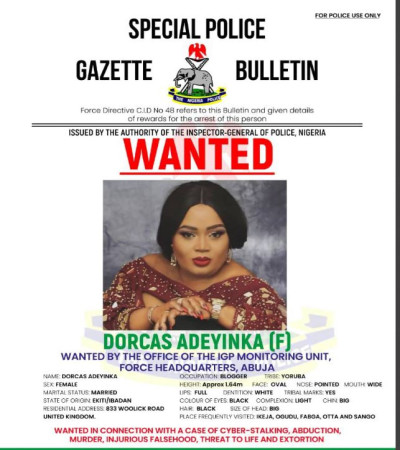 FOR POLICE USE ONLY
SPECIAL POLICE
GAZETTE BULLETIN
THE NIGERIA POLICE
Force Directive C.I.D No 48 refers to this Bulletin and given details
of rewards for the arrest of this person
ISSUED BY THE AUTHORITY OF THE INSPECTOR-GENERAL OF POLICE, NIGERIA
WANTED
DORCAS ADEYINKA (F)
WANTED BY THE OFFICE OF THE IGP MONITORING UNIT,
FORCE HEADQUARTERS, ABUJA
NAME: DORCAS ADEYINKA
SEX: FEMALE
MARITAL STATUS: MARRIED
STATE OF ORIGIN: EKITI/IBADAN
RESIDENTIAL ADDRESS: 833 WOOLICK ROAD
UNITED KINGDOM.
OCCUPATION: BLOGGER TRIBE: YORUBA
HEIGHT: Approx 1.64m FACE: OVAL NOSE: POINTED MOUTH: WIDE
LIPS: FULL DENTITION: WHITE TRIBAL MARKS: YES
COLOUR OF EYES: BLACK COMPLEXION: LIGHT CHIN: BIG
HAIR: BLACK SIZE OF HEAD: BIG
PLACE FREQUENTLY VISITED: IKEJA, OGUDU, FABGA, OTTA AND SANGO
WANTED IN CONNECTION WITH A CASE OF CYBER-STALKING, ABDUCTION,
MURDER, INJURIOUS FALSEHOOD, THREAT TO LIFE AND EXTORTION